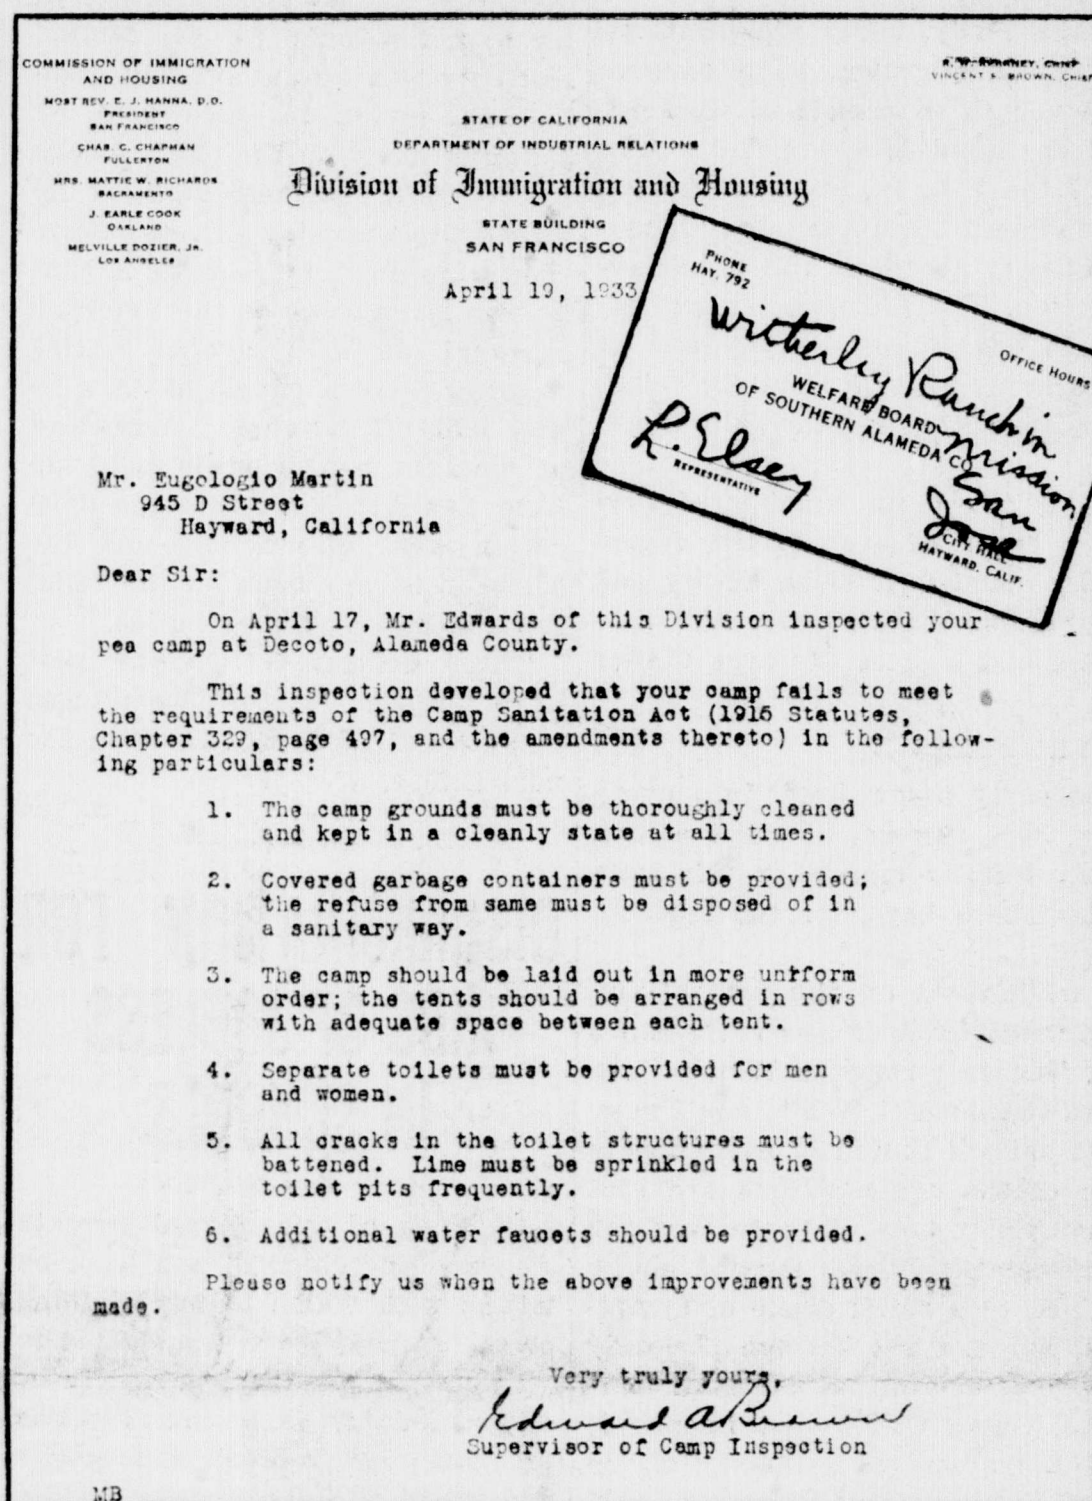 COMMISSION OF IMMIGRATION
AND HOUSING
MOST REV. E. J. HANNA, D.D.
PRESIDENT
SAN FRANCISCO
CHAS. C. CHAPMAN
FULLERTON
MRS. MATTIE W. RICHARDS
SACRAMENTO
J. EARLE COOK
OAKLAND
MELVILLE DOZIER, JR.
LOS ANGELES
VINCENT S. BROWN, CHIEF
STATE OF CALIFORNIA
DEPARTMENT OF INDUSTRIAL RELATIONS
Division of Immigration and Housing
STATE BUILDING
SAN FRANCISCO
April 19, 1933
PHONE
HAY. 792
OFFICE HOURS
Witherley Ranch in
Mission
San
Jose
WELFARE BOARD
OF SOUTHERN ALAMEDA CO.
L. Elsey
REPRESENTATIVE
CITY HALL
HAYWARD, CALIF.
Mr. Eugologio Martin
945 D Street
Hayward, California
Dear Sir:
On April 17, Mr. Edwards of this Division inspected your
pea camp at Decoto, Alameda County.
This inspection developed that your camp fails to meet
the requirements of the Camp Sanitation Act (1915 Statutes,
Chapter 329, page 497, and the amendments thereto) in the follow-
ing particulars:
1. The camp grounds must be thoroughly cleaned
and kept in a cleanly state at all times.
2. Covered garbage containers must be provided;
the refuse from same must be disposed of in
a sanitary way.
3. The camp should be laid out in more uniform
order; the tents should be arranged in rows
with adequate space between each tent.
4. Separate toilets must be provided for men
and women.
5. All cracks in the toilet structures must be
battened. Lime must be sprinkled in the
toilet pits frequently.
6. Additional water faucets should be provided.
Please notify us when the above improvements have been
made.
Very truly yours,
Edward A. Brown
Supervisor of Camp Inspection
MB